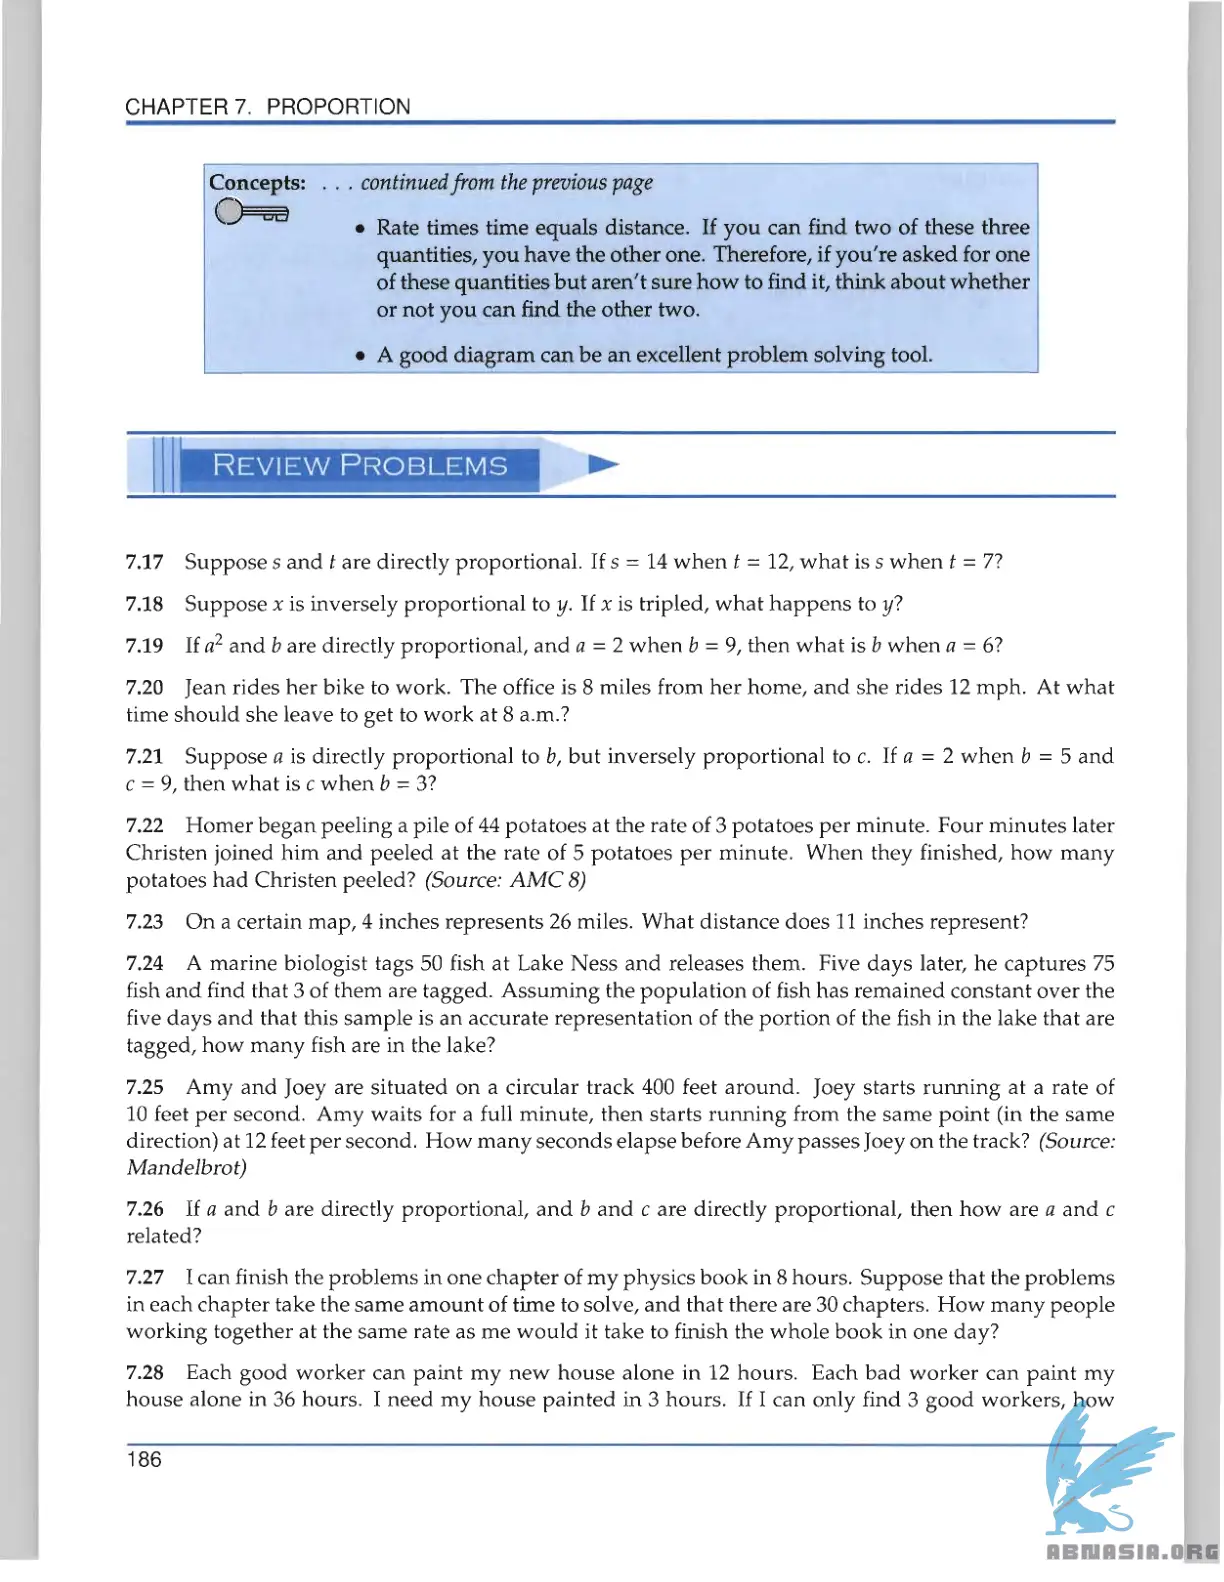 CHAPTER 7. PROPORTION
Concepts: . . . continued from the previous page
• Rate times time equals distance. If you can find two of these three
quantities, you have the other one. Therefore, if you're asked for one
of these quantities but aren't sure how to find it, think about whether
or not you can find the other two.
• A good diagram can be an excellent problem solving tool.
REVIEW PROBLEMS
7.17 Suppose s and t are directly proportional. If s = 14 when t = 12, what is s when t = 7?
7.18 Suppose x is inversely proportional to y. If x is tripled, what happens to y?
7.19 If a² and b are directly proportional, and a = 2 when b = 9, then what is b when a = 6?
7.20 Jean rides her bike to work. The office is 8 miles from her home, and she rides 12 mph. At what
time should she leave to get to work at 8 a.m.?
7.21 Suppose a is directly proportional to b, but inversely proportional to c. If a = 2 when b = 5 and
c = 9, then what is c when b = 3?
7.22 Homer began peeling a pile of 44 potatoes at the rate of 3 potatoes per minute. Four minutes later
Christen joined him and peeled at the rate of 5 potatoes per minute. When they finished, how many
potatoes had Christen peeled? (Source: AMC 8)
7.23 On a certain map, 4 inches represents 26 miles. What distance does 11 inches represent?
7.24 A marine biologist tags 50 fish at Lake Ness and releases them. Five days later, he captures 75
fish and find that 3 of them are tagged. Assuming the population of fish has remained constant over the
five days and that this sample is an accurate representation of the portion of the fish in the lake that are
tagged, how many fish are in the lake?
7.25 Amy and Joey are situated on a circular track 400 feet around. Joey starts running at a rate of
10 feet per second. Amy waits for a full minute, then starts running from the same point (in the same
direction) at 12 feet per second. How many seconds elapse before Amy passes Joey on the track? (Source:
Mandelbrot)
7.26 If a and b are directly proportional, and b and c are directly proportional, then how are a and c
related?
7.27 I can finish the problems in one chapter of my physics book in 8 hours. Suppose that the problems
in each chapter take the same amount of time to solve, and that there are 30 chapters. How many people
working together at the same rate as me would it take to finish the whole book in one day?
7.28 Each good worker can paint my new house alone in 12 hours. Each bad worker can paint my
house alone in 36 hours. I need my house painted in 3 hours. If I can only find 3 good workers, how
186
ABNASIA.ORG